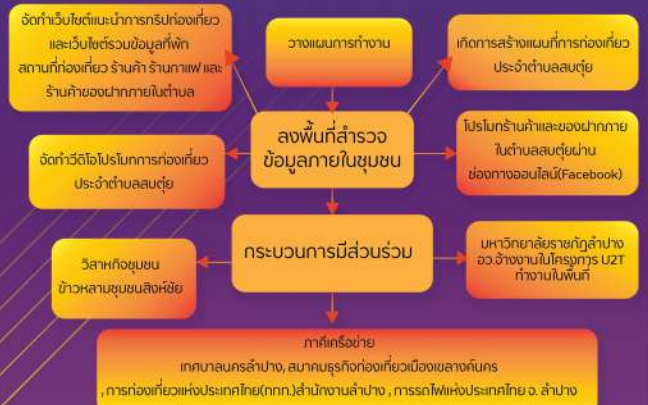 จัดทำเว็บไซต์แนะนำการทริปท่องเที่ยว
และเว็บไซต์รวมข้อมูลที่พัก
สถานที่ท่องเที่ยว ร้านค้า ร้านกาแฟ และ
ร้านค้าของฝากภายในตำบล
วางแผนการทำงาน
เกิดการสร้างแผนที่การท่องเที่ยว
ประจำตำบลสบตุ๋ย
ลงพื้นที่สำรวจ
ข้อมูลภายในชุมชน
จัดทำวีดิโอโปรโมทการท่องเที่ยว
ประจำตำบลสบตุ๋ย
โปรโมทร้านค้าและของฝากภาย
ในตำบลสบตุ๋ยผ่าน
ช่องทางออนไลน์(Facebook)
กระบวนการมีส่วนร่วม
วิสาหกิจชุมชน
ข้าวหลามชุมชนสิงห์ชัย
มหาวิทยาลัยราชภัฏลำปาง
อว.จ้างงานในโครงการ U2T
ทำงานในพื้นที่
ภาคีเครือข่าย
เทศบาลนครลำปาง, สมาคมธุรกิจท่องเที่ยวเมืองเขลางค์นคร
, การท่องเที่ยวแห่งประเทศไทย(ททท.)สำนักงานลำปาง , การรถไฟแห่งประเทศไทย จ. ลำปาง